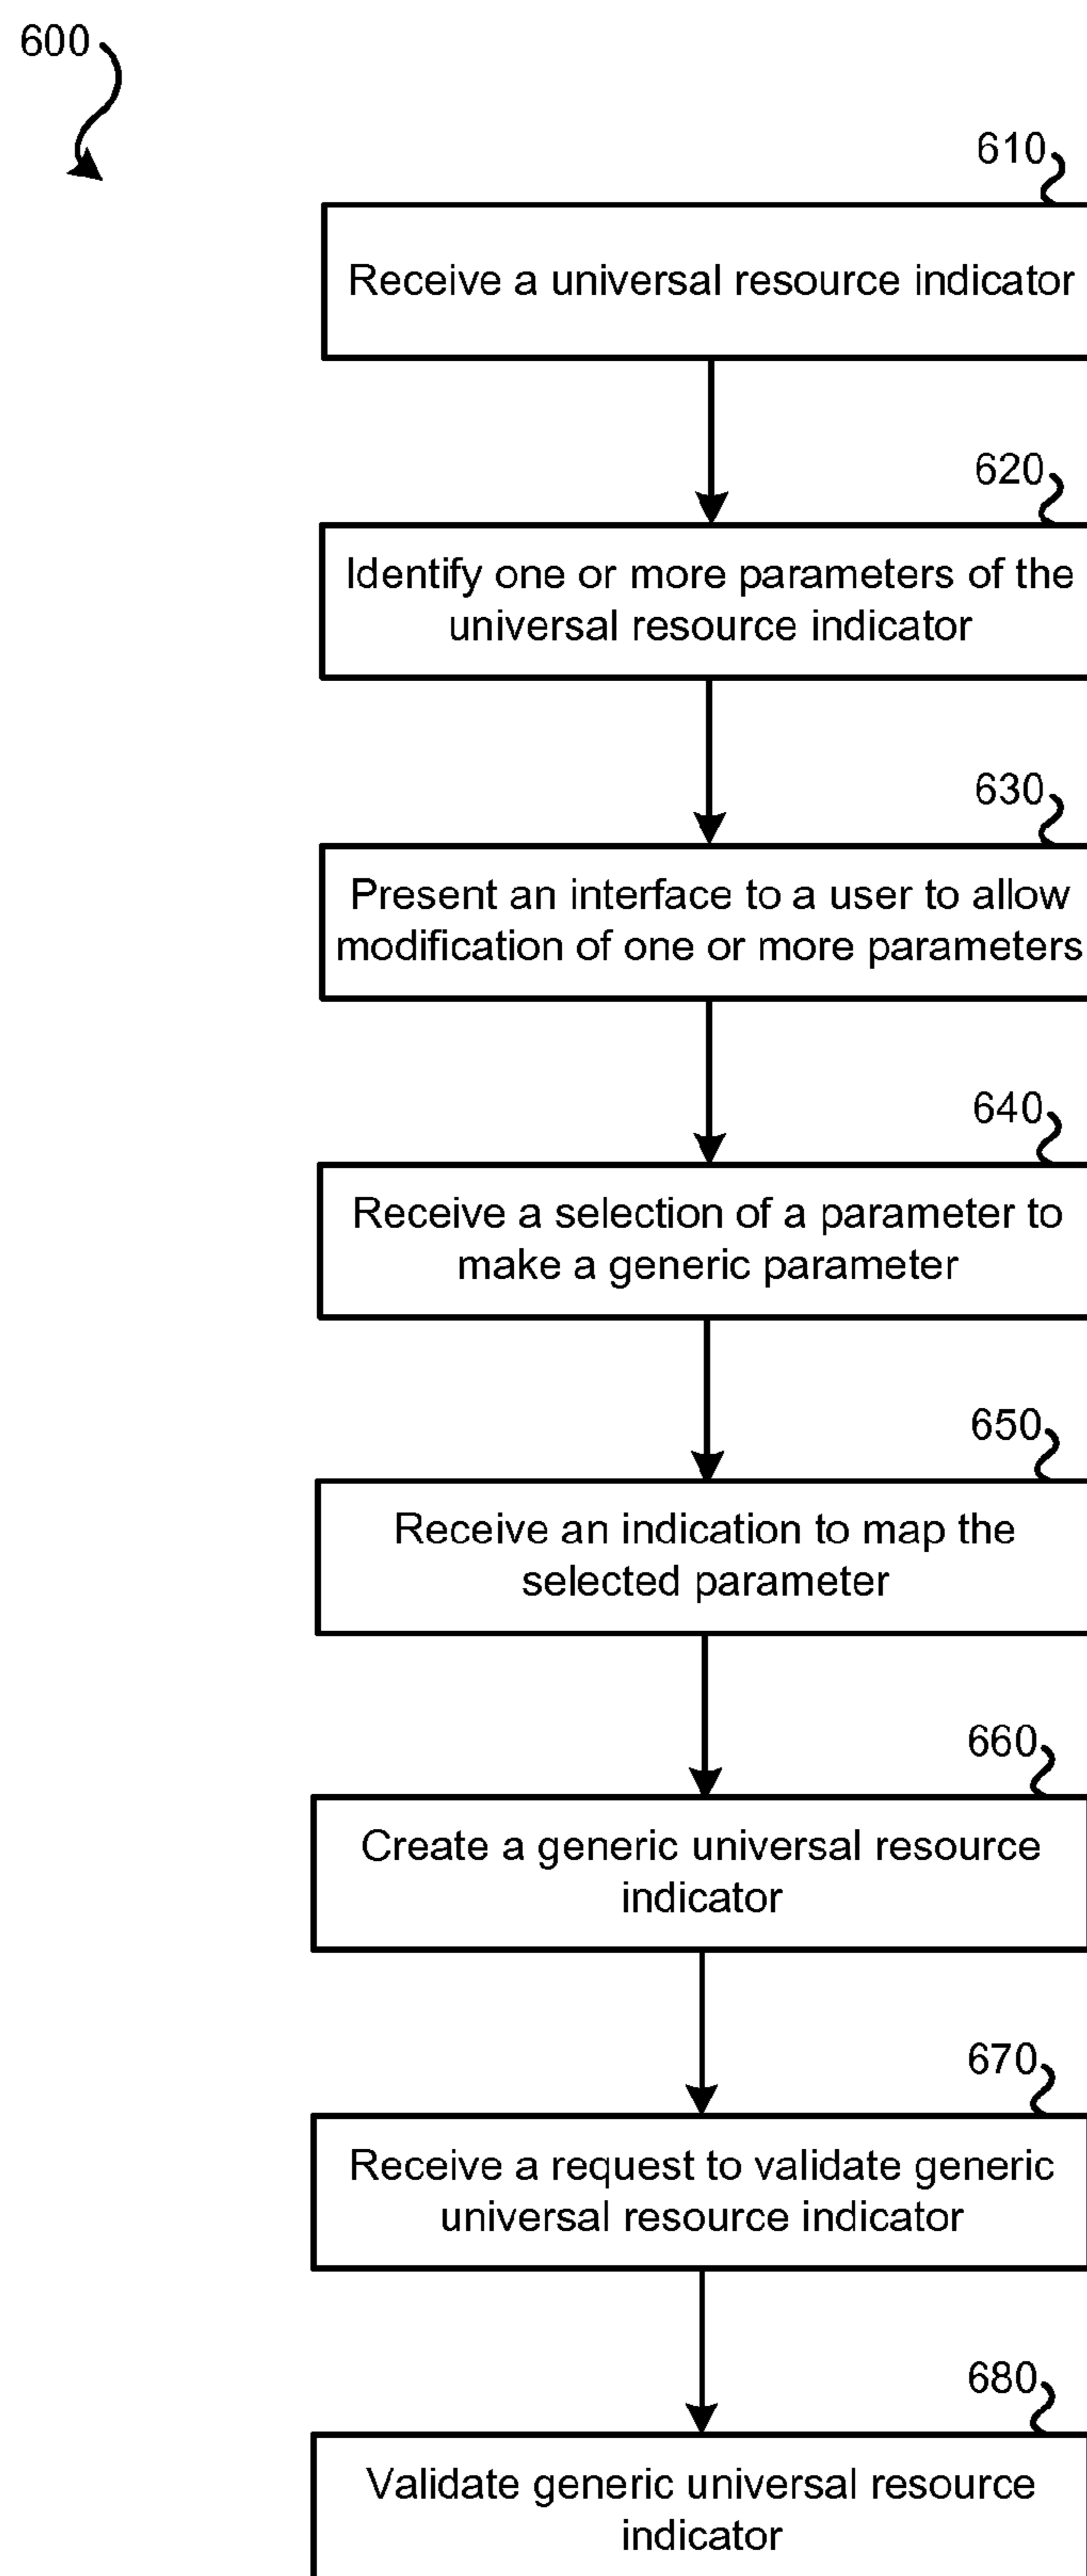 600
610
Receive a universal resource indicator
620
Identify one or more parameters of the
universal resource indicator
630
Present an interface to a user to allow
modification of one or more parameters
640
Receive a selection of a parameter to
make a generic parameter
650
Receive an indication to map the
selected parameter
660
Create a generic universal resource
indicator
670
Receive a request to validate generic
universal resource indicator
680
Validate generic universal resource
indicator